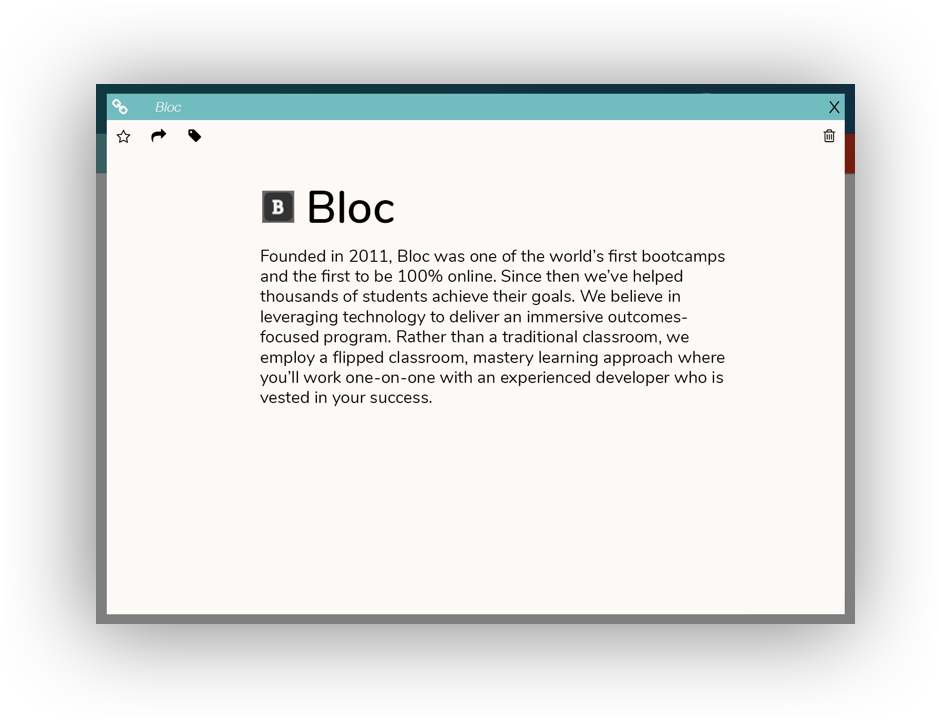 Bloc
X
B Bloc
Founded in 2011, Bloc was one of the world's first bootcamps
and the first to be 100% online. Since then we've helped
thousands of students achieve their goals. We believe in
leveraging technology to deliver an immersive outcomes-
focused program. Rather than a traditional classroom, we
employ a flipped classroom, mastery learning approach where
you'll work one-on-one with an experienced developer who is
vested in your success.